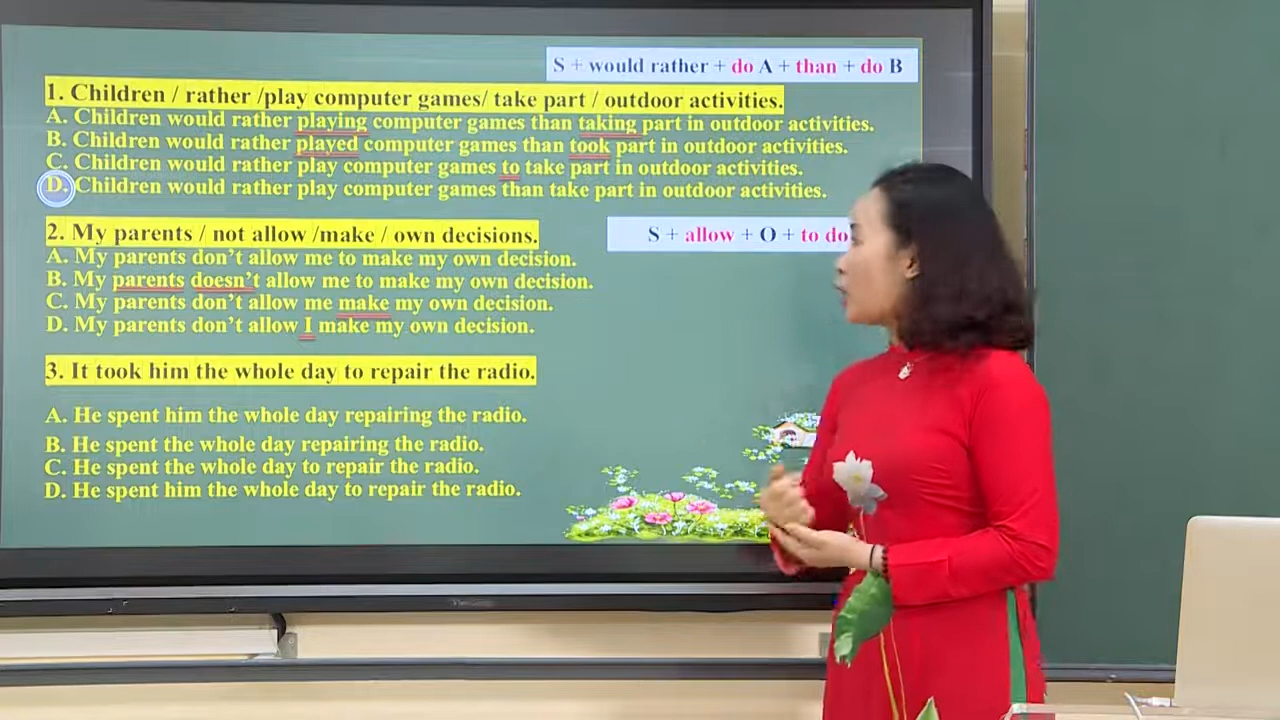 S + would rather + do A + than + do B
1. Children / rather /play computer games/ take part / outdoor activities.
A. Children would rather playing computer games than taking part in outdoor activities.
B. Children would rather played computer games than took part in outdoor activities.
C. Children would rather play computer games to take part in outdoor activities.
D. Children would rather play computer games than take part in outdoor activities.
2. My parents / not allow /make / own decisions.
S + allow + O + to do
A. My parents don't allow me to make my own decision.
B. My parents doesn't allow me to make my own decision.
C. My parents don't allow me make my own decision.
D. My parents don't allow I make my own decision.
3. It took him the whole day to repair the radio.
A. He spent him the whole day repairing the radio.
B. He spent the whole day repairing the radio.
C. He spent the whole day to repair the radio.
D. He spent him the whole day to repair the radio.